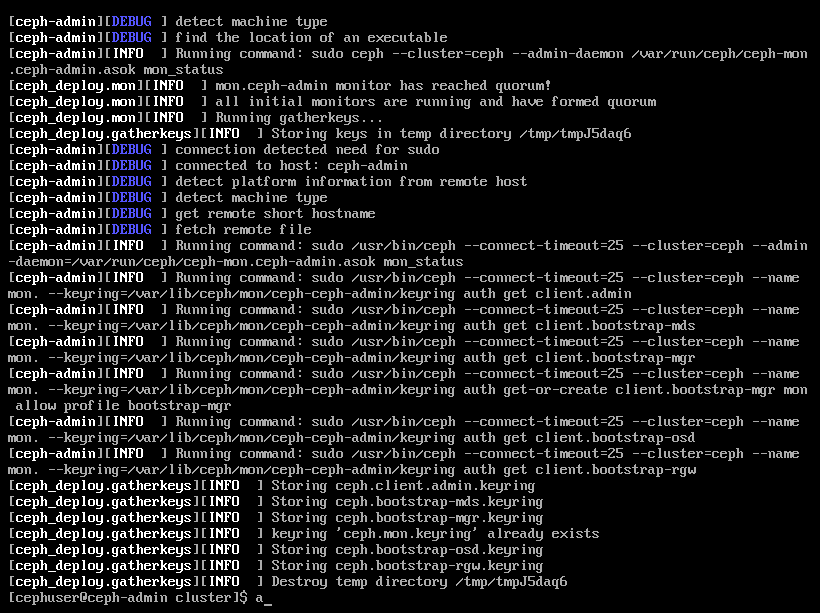 [ceph-admin][DEBUG ] detect machine type
[ceph-admin][DEBUG ] find the location of an executable
[ceph-admin][INFO  ] Running command: sudo ceph --cluster=ceph --admin-daemon /var/run/ceph/ceph-mon
.ceph-admin.asok mon_status
[ceph_deploy.mon][INFO  ] mon.ceph-admin monitor has reached quorum!
[ceph_deploy.mon][INFO  ] all initial monitors are running and have formed quorum
[ceph_deploy.mon][INFO  ] Running gatherkeys...
[ceph_deploy.gatherkeys][INFO  ] Storing keys in temp directory /tmp/tmpJ5daq6
[ceph-admin][DEBUG ] connection detected need for sudo
[ceph-admin][DEBUG ] connected to host: ceph-admin
[ceph-admin][DEBUG ] detect platform information from remote host
[ceph-admin][DEBUG ] detect machine type
[ceph-admin][DEBUG ] get remote short hostname
[ceph-admin][DEBUG ] fetch remote file
[ceph-admin][INFO  ] Running command: sudo /usr/bin/ceph --connect-timeout=25 --cluster=ceph --admin
-daemon=/var/run/ceph/ceph-mon.ceph-admin.asok mon_status
[ceph-admin][INFO  ] Running command: sudo /usr/bin/ceph --connect-timeout=25 --cluster=ceph --name
mon. --keyring=/var/lib/ceph/mon/ceph-ceph-admin/keyring auth get client.admin
[ceph-admin][INFO  ] Running command: sudo /usr/bin/ceph --connect-timeout=25 --cluster=ceph --name
mon. --keyring=/var/lib/ceph/mon/ceph-ceph-admin/keyring auth get client.bootstrap-mds
[ceph-admin][INFO  ] Running command: sudo /usr/bin/ceph --connect-timeout=25 --cluster=ceph --name
mon. --keyring=/var/lib/ceph/mon/ceph-ceph-admin/keyring auth get client.bootstrap-mgr
[ceph-admin][INFO  ] Running command: sudo /usr/bin/ceph --connect-timeout=25 --cluster=ceph --name
mon. --keyring=/var/lib/ceph/mon/ceph-ceph-admin/keyring auth get-or-create client.bootstrap-mgr mon
 allow profile bootstrap-mgr
[ceph-admin][INFO  ] Running command: sudo /usr/bin/ceph --connect-timeout=25 --cluster=ceph --name
mon. --keyring=/var/lib/ceph/mon/ceph-ceph-admin/keyring auth get client.bootstrap-osd
[ceph-admin][INFO  ] Running command: sudo /usr/bin/ceph --connect-timeout=25 --cluster=ceph --name
mon. --keyring=/var/lib/ceph/mon/ceph-ceph-admin/keyring auth get client.bootstrap-rgw
[ceph_deploy.gatherkeys][INFO  ] Storing ceph.client.admin.keyring
[ceph_deploy.gatherkeys][INFO  ] Storing ceph.bootstrap-mds.keyring
[ceph_deploy.gatherkeys][INFO  ] Storing ceph.bootstrap-mgr.keyring
[ceph_deploy.gatherkeys][INFO  ] keyring 'ceph.mon.keyring' already exists
[ceph_deploy.gatherkeys][INFO  ] Storing ceph.bootstrap-osd.keyring
[ceph_deploy.gatherkeys][INFO  ] Storing ceph.bootstrap-rgw.keyring
[ceph_deploy.gatherkeys][INFO  ] Destroy temp directory /tmp/tmpJ5daq6
[cephuser@ceph-admin cluster]$ a_